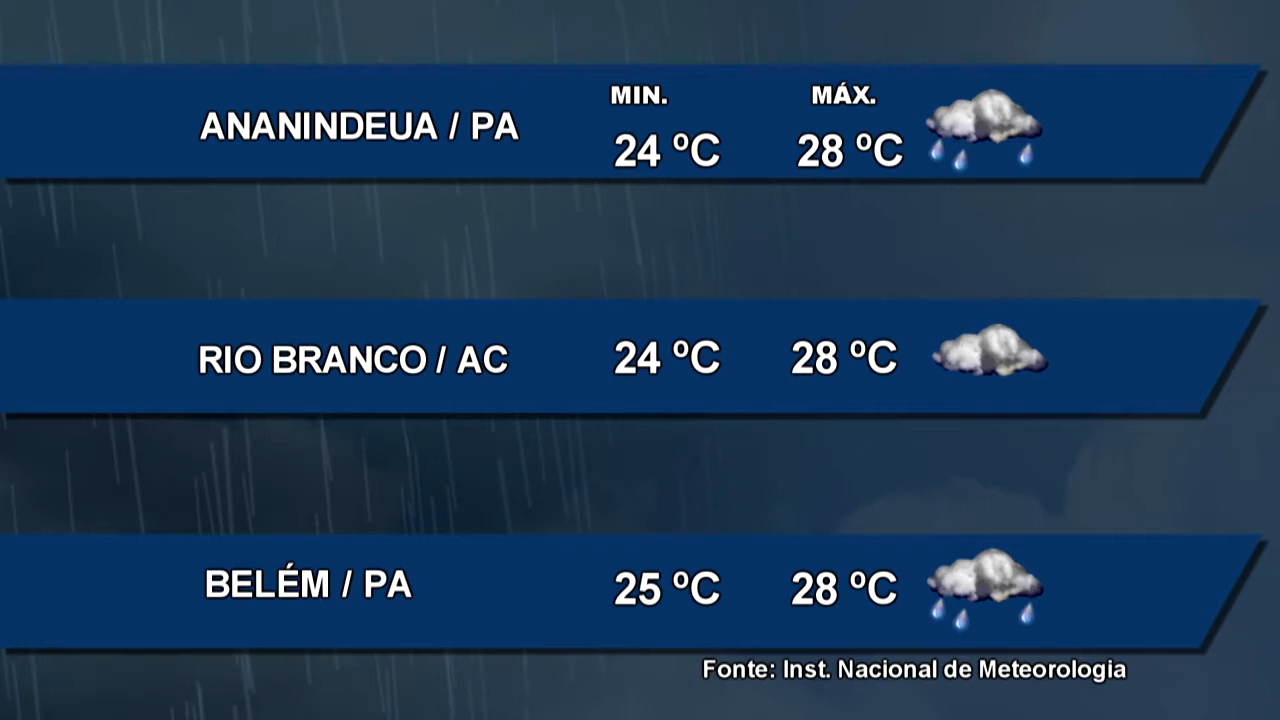 MIN. MÁX.
ANANINDEUA / PA 24 ºC 28 ºC
RIO BRANCO / AC 24 ºC 28 ºC
BELÉM / PA 25 ºC 28 ºC
Fonte: Inst. Nacional de Meteorologia